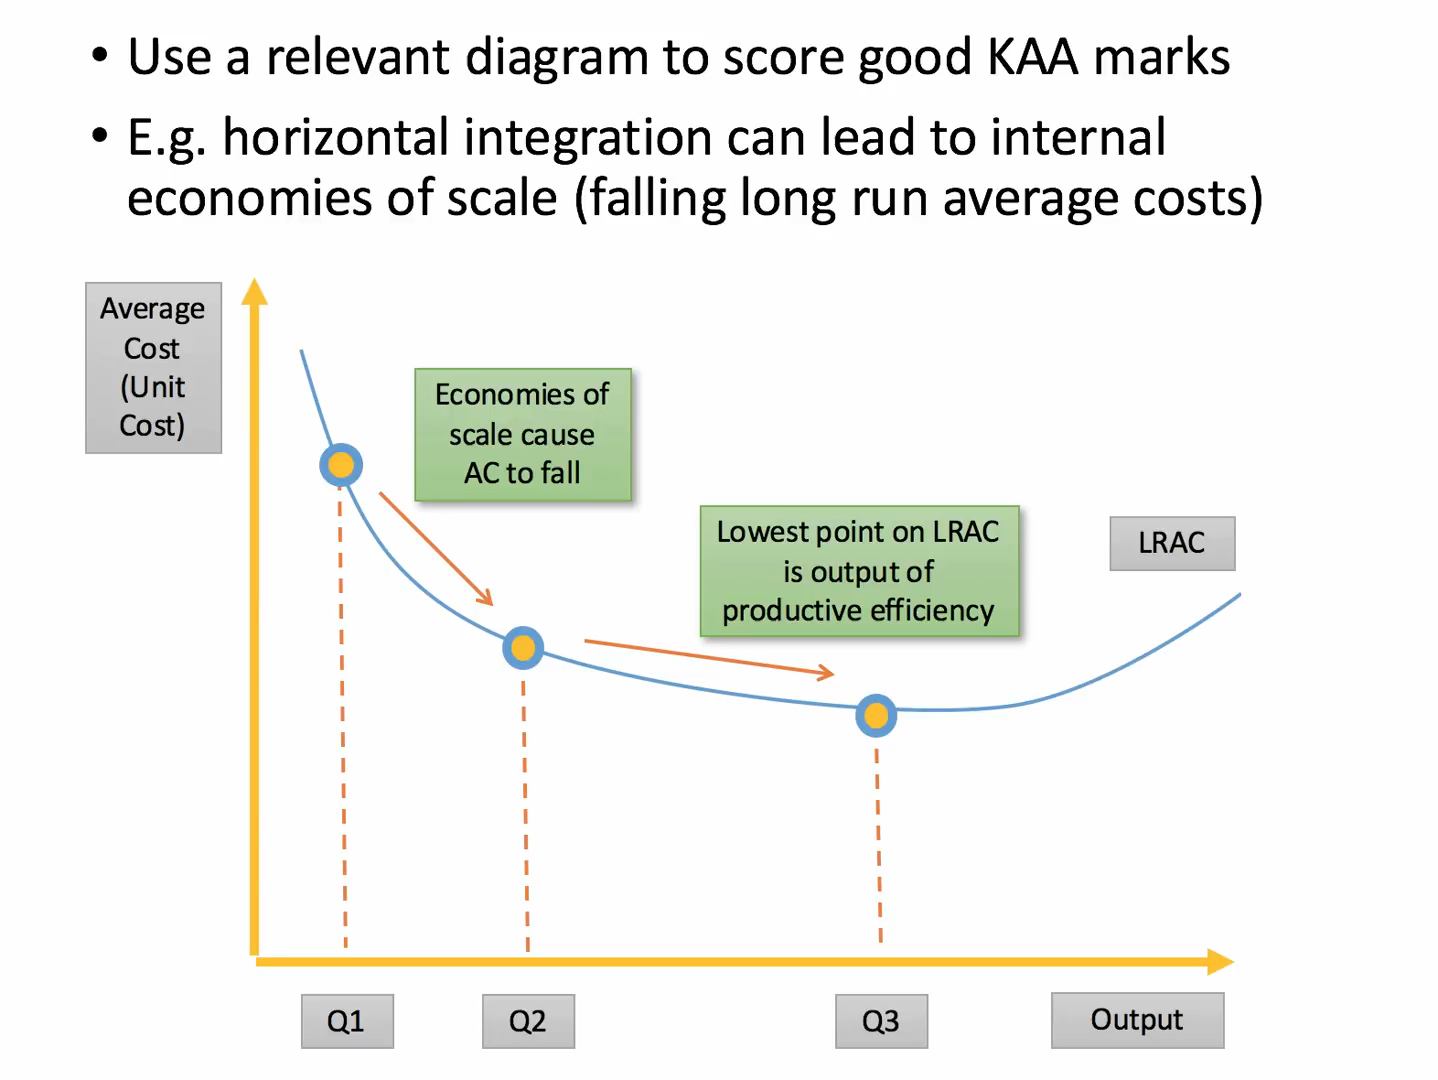 • Use a relevant diagram to score good KAA marks
• E.g. horizontal integration can lead to internal
economies of scale (falling long run average costs)
Average
Cost
(Unit
Cost)
Economies of
scale cause
AC to fall
Lowest point on LRAC
is output of
productive efficiency
LRAC
Q1
Q2
Q3
Output